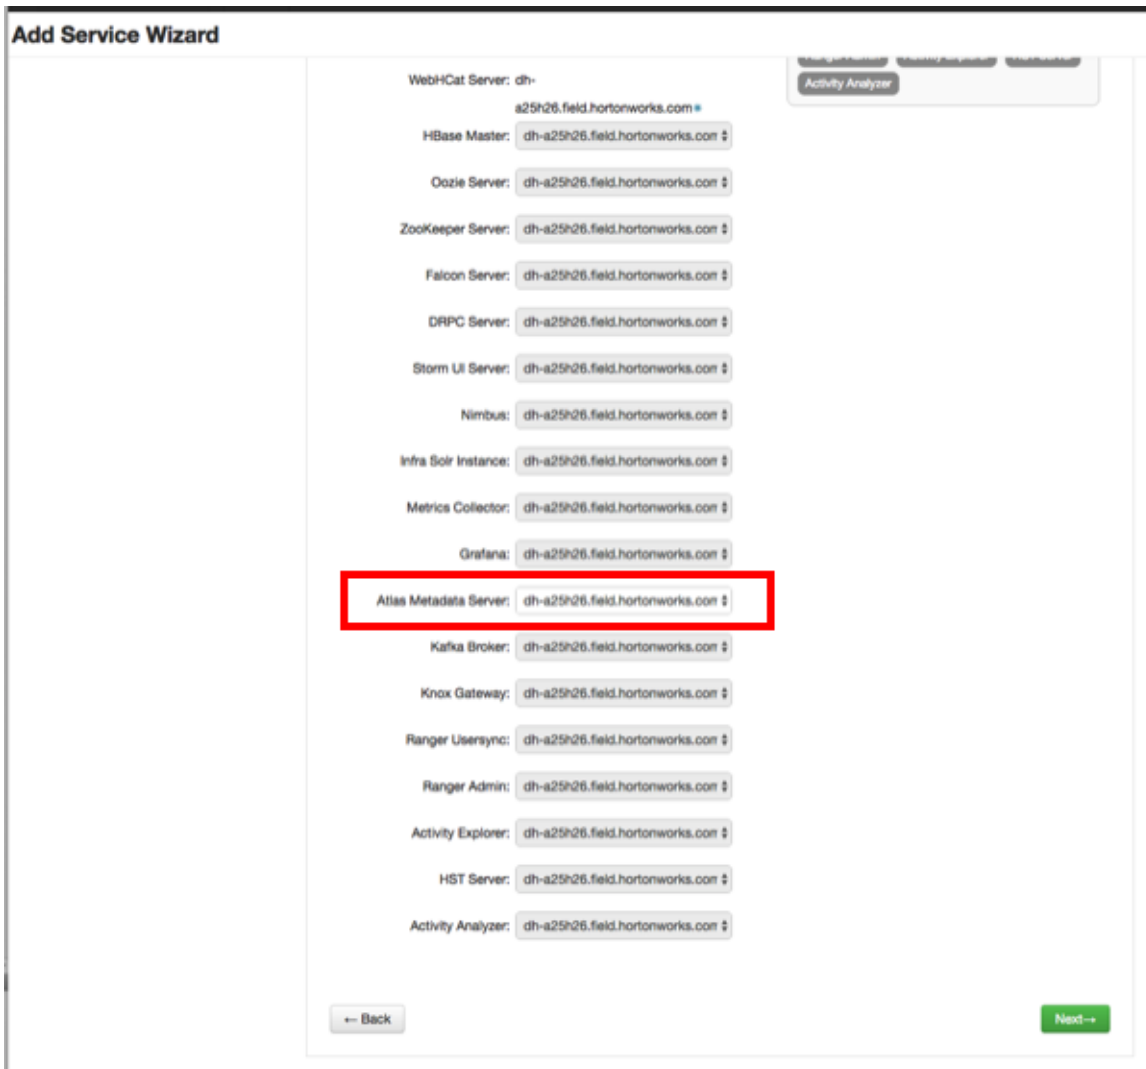 Add Service Wizard
WebHCat Server: dh-
Activity Analyzer
a25h26.field.hortonworks.com
HBase Master: dh-a25h26.field.hortonworks.com
Oozie Server: dh-a25h26.field.hortonworks.com
ZooKeeper Server: dh-a25h26.field.hortonworks.com
Falcon Server: dh-a25h26.field.hortonworks.com
DRPC Server: dh-a25h26.field.hortonworks.com
Storm UI Server: dh-a25h26.field.hortonworks.com
Nimbus: dh-a25h26.field.hortonworks.com
Infra Solr Instance: dh-a25h26.field.hortonworks.com
Metrics Collector: dh-a25h26.field.hortonworks.com
Grafana: dh-a25h26.field.hortonworks.com
Atlas Metadata Server: dh-a25h26.field.hortonworks.com
Kafka Broker: dh-a25h26.field.hortonworks.com
Knox Gateway: dh-a25h26.field.hortonworks.com
Ranger Usersync: dh-a25h26.field.hortonworks.com
Ranger Admin: dh-a25h26.field.hortonworks.com
Activity Explorer: dh-a25h26.field.hortonworks.com
HST Server: dh-a25h26.field.hortonworks.com
Activity Analyzer: dh-a25h26.field.hortonworks.com
← Back
Next→